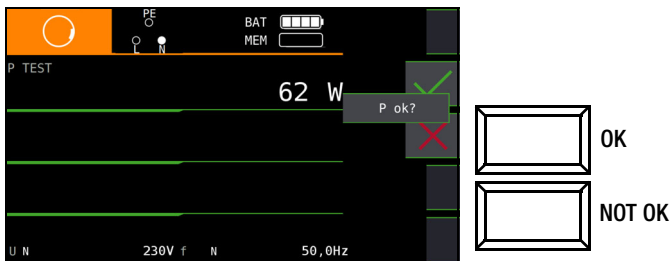 PE
BAT
L N
MEM
P TEST
62 W
P ok?
OK
NOT OK
U N 230V f N 50,0Hz